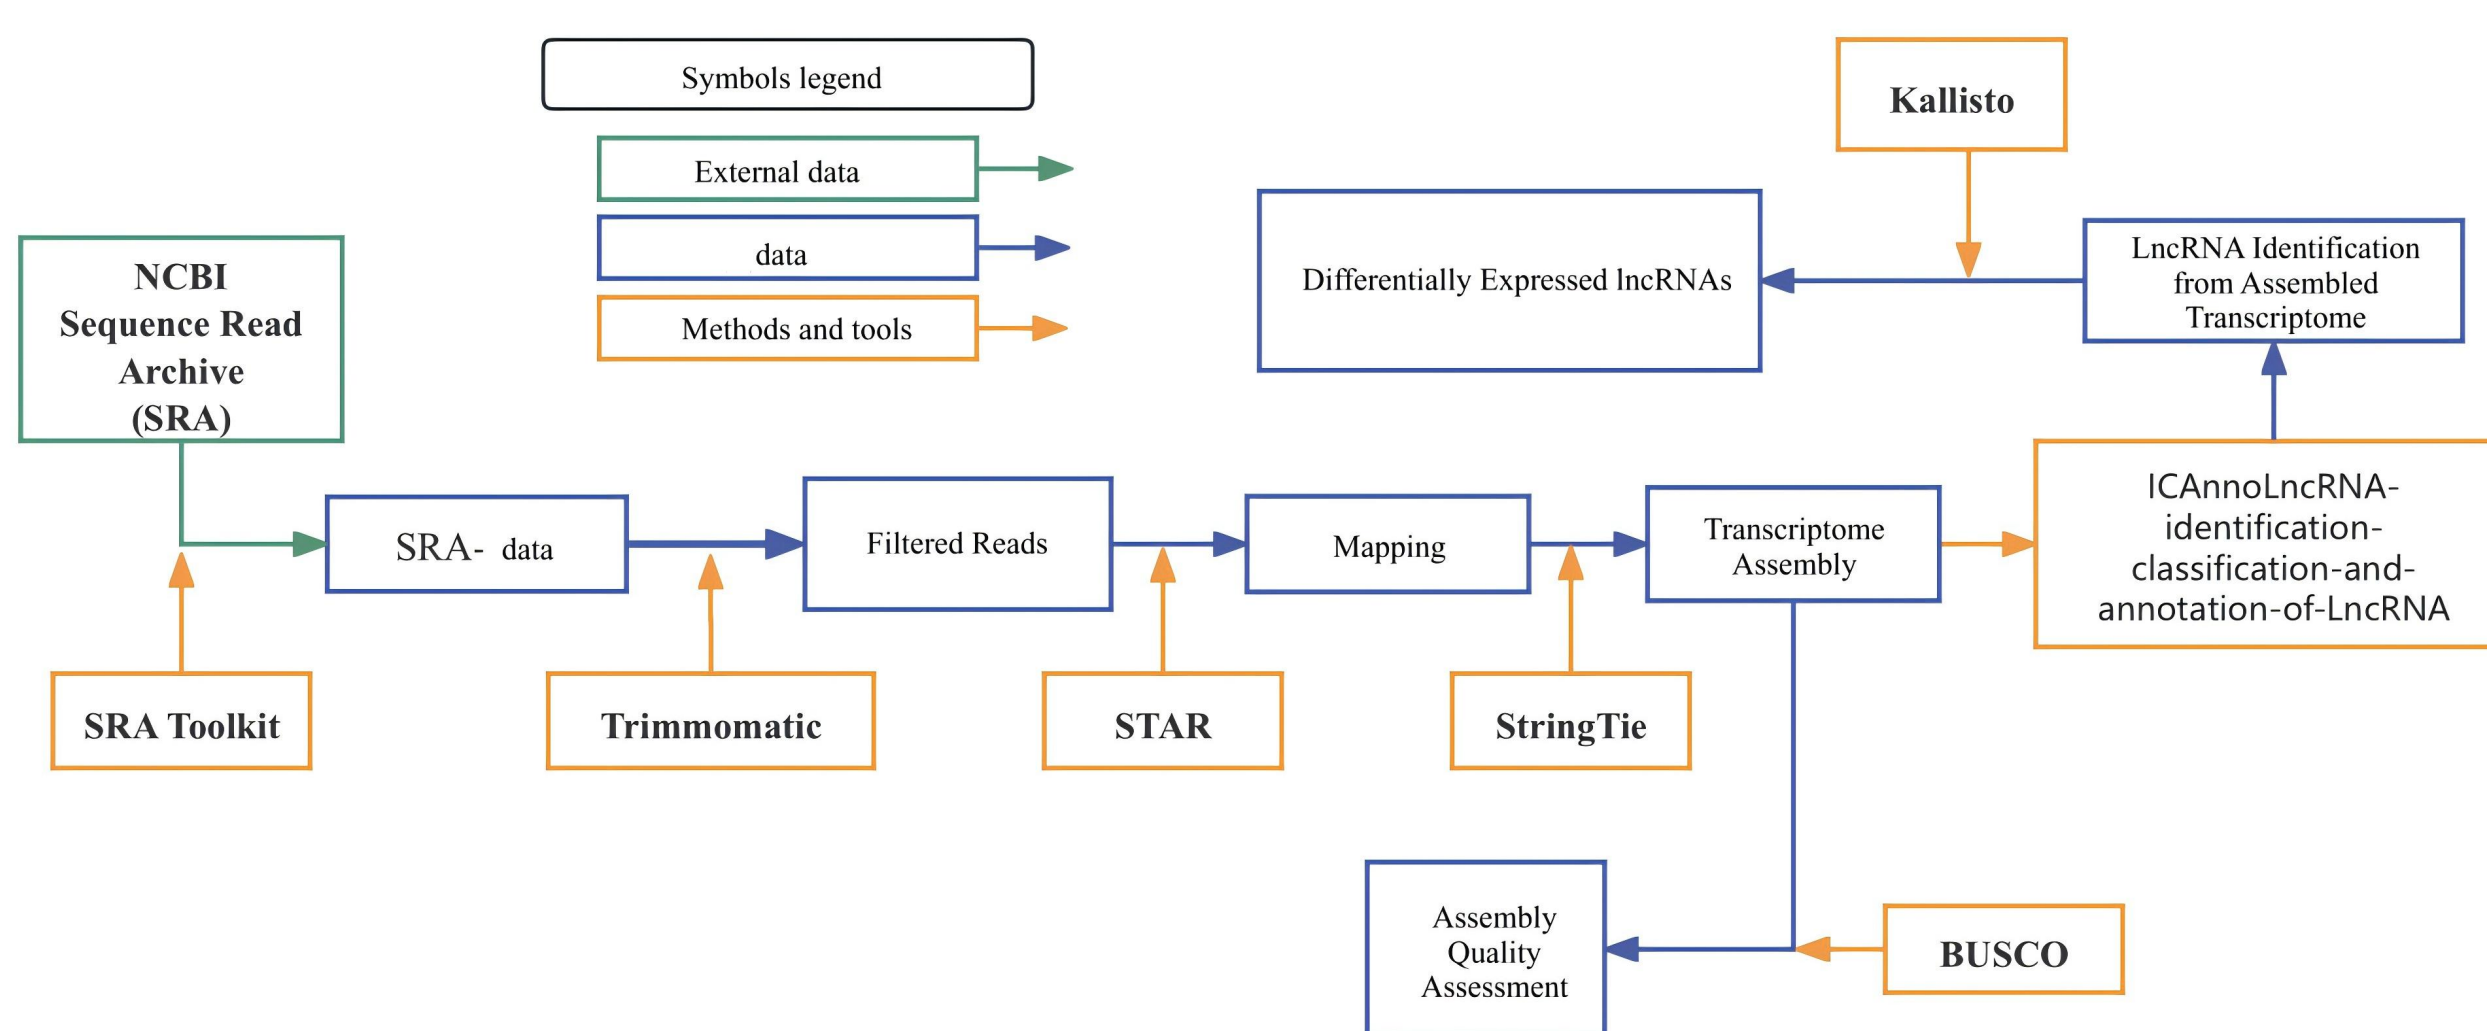 Symbols legend
External data
data
Methods and tools
Kallisto
NCBI
Sequence Read
Archive
(SRA)
Differentially Expressed lncRNAs
LncRNA Identification
from Assembled
Transcriptome
SRA- data
Filtered Reads
Mapping
Transcriptome
Assembly
ICAnnoLncRNA-
identification-
classification-and-
annotation-of-LncRNA
SRA Toolkit
Trimmomatic
STAR
StringTie
Assembly
Quality
Assessment
BUSCO